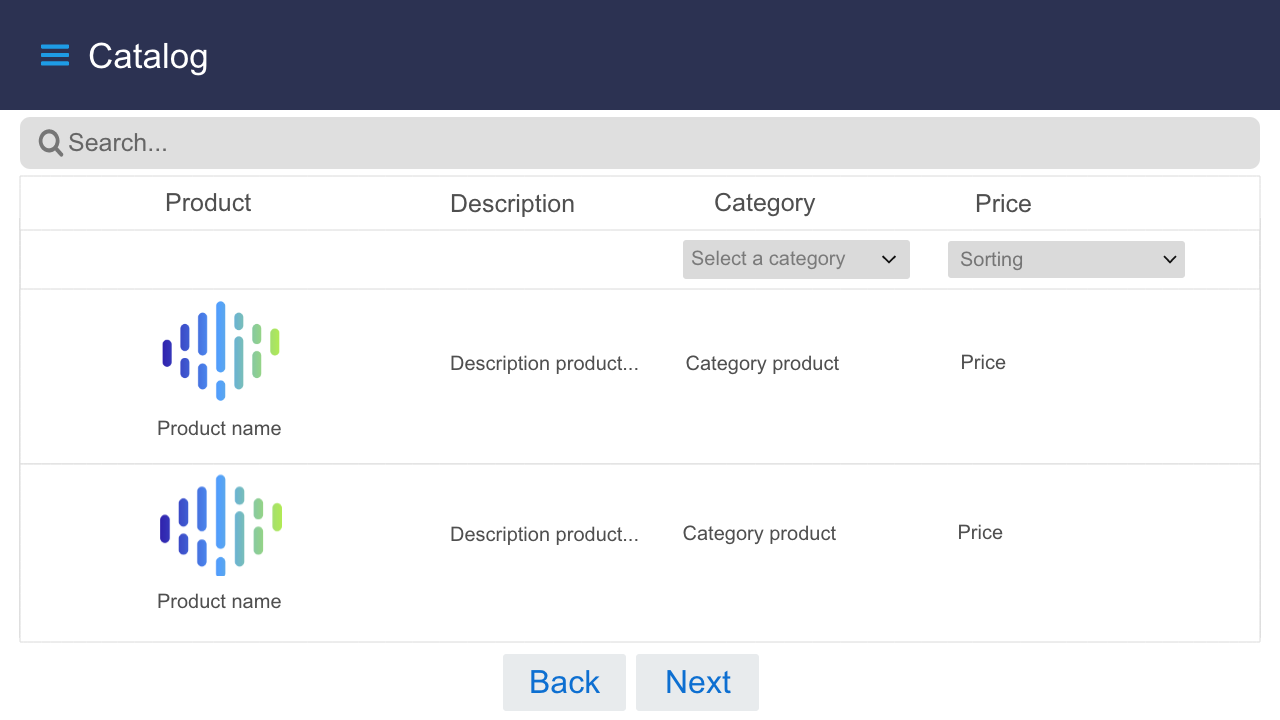 Catalog
Search...
Product Description Category Price
Select a category Sorting
Description product... Category product Price
Product name
Description product... Category product Price
Product name
Back Next